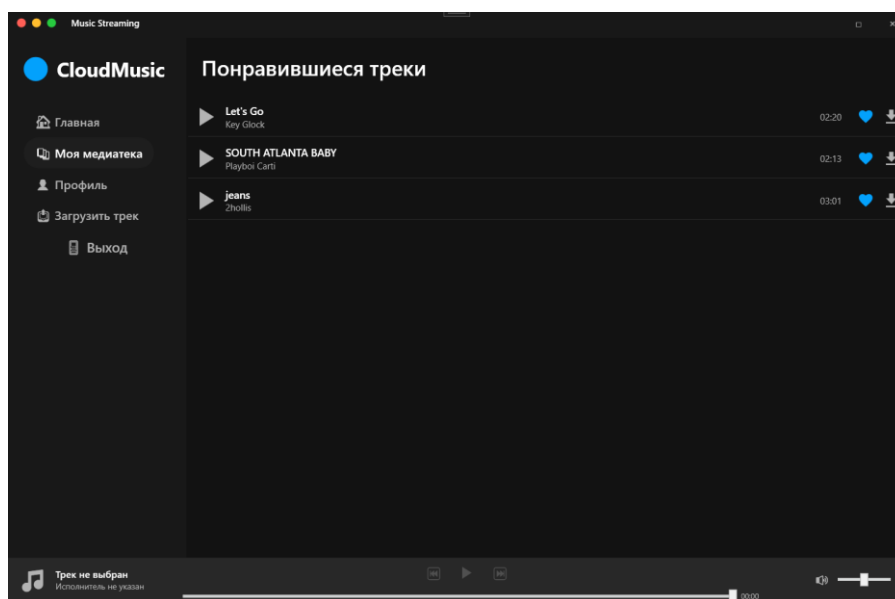 Music Streaming
CloudMusic
Главная
Моя медиатека
Профиль
Загрузить трек
Выход
Понравившиеся треки
Let's Go
Key Glock
02:20
SOUTH ATLANTA BABY
Playboi Carti
02:13
jeans
2hollis
03:01
Трек не выбран
Исполнитель не указан
00:00